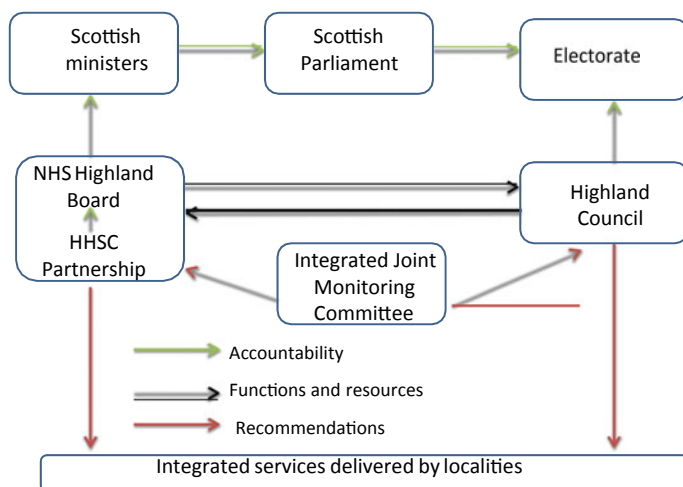 Scottish
ministers
Scottish
Parliament
Electorate
NHS Highland
Board
HHSC
Partnership
Highland
Council
Integrated Joint
Monitoring
Committee
Accountability
Functions and resources
Recommendations
Integrated services delivered by localities